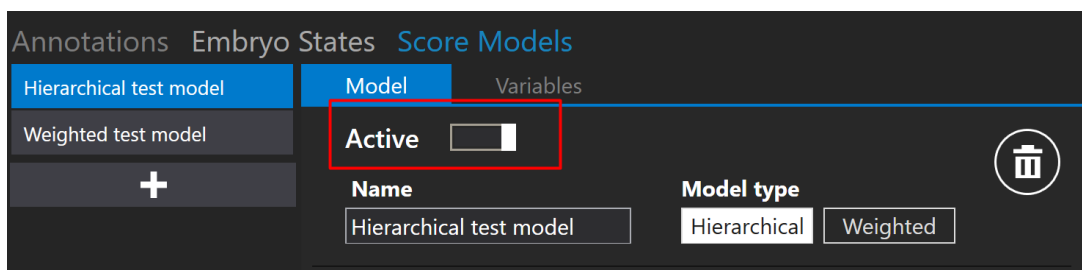 Annotations Embryo States Score Models
Hierarchical test model
Weighted test model
Model Variables
Active
Name
Hierarchical test model
Model type
Hierarchical Weighted